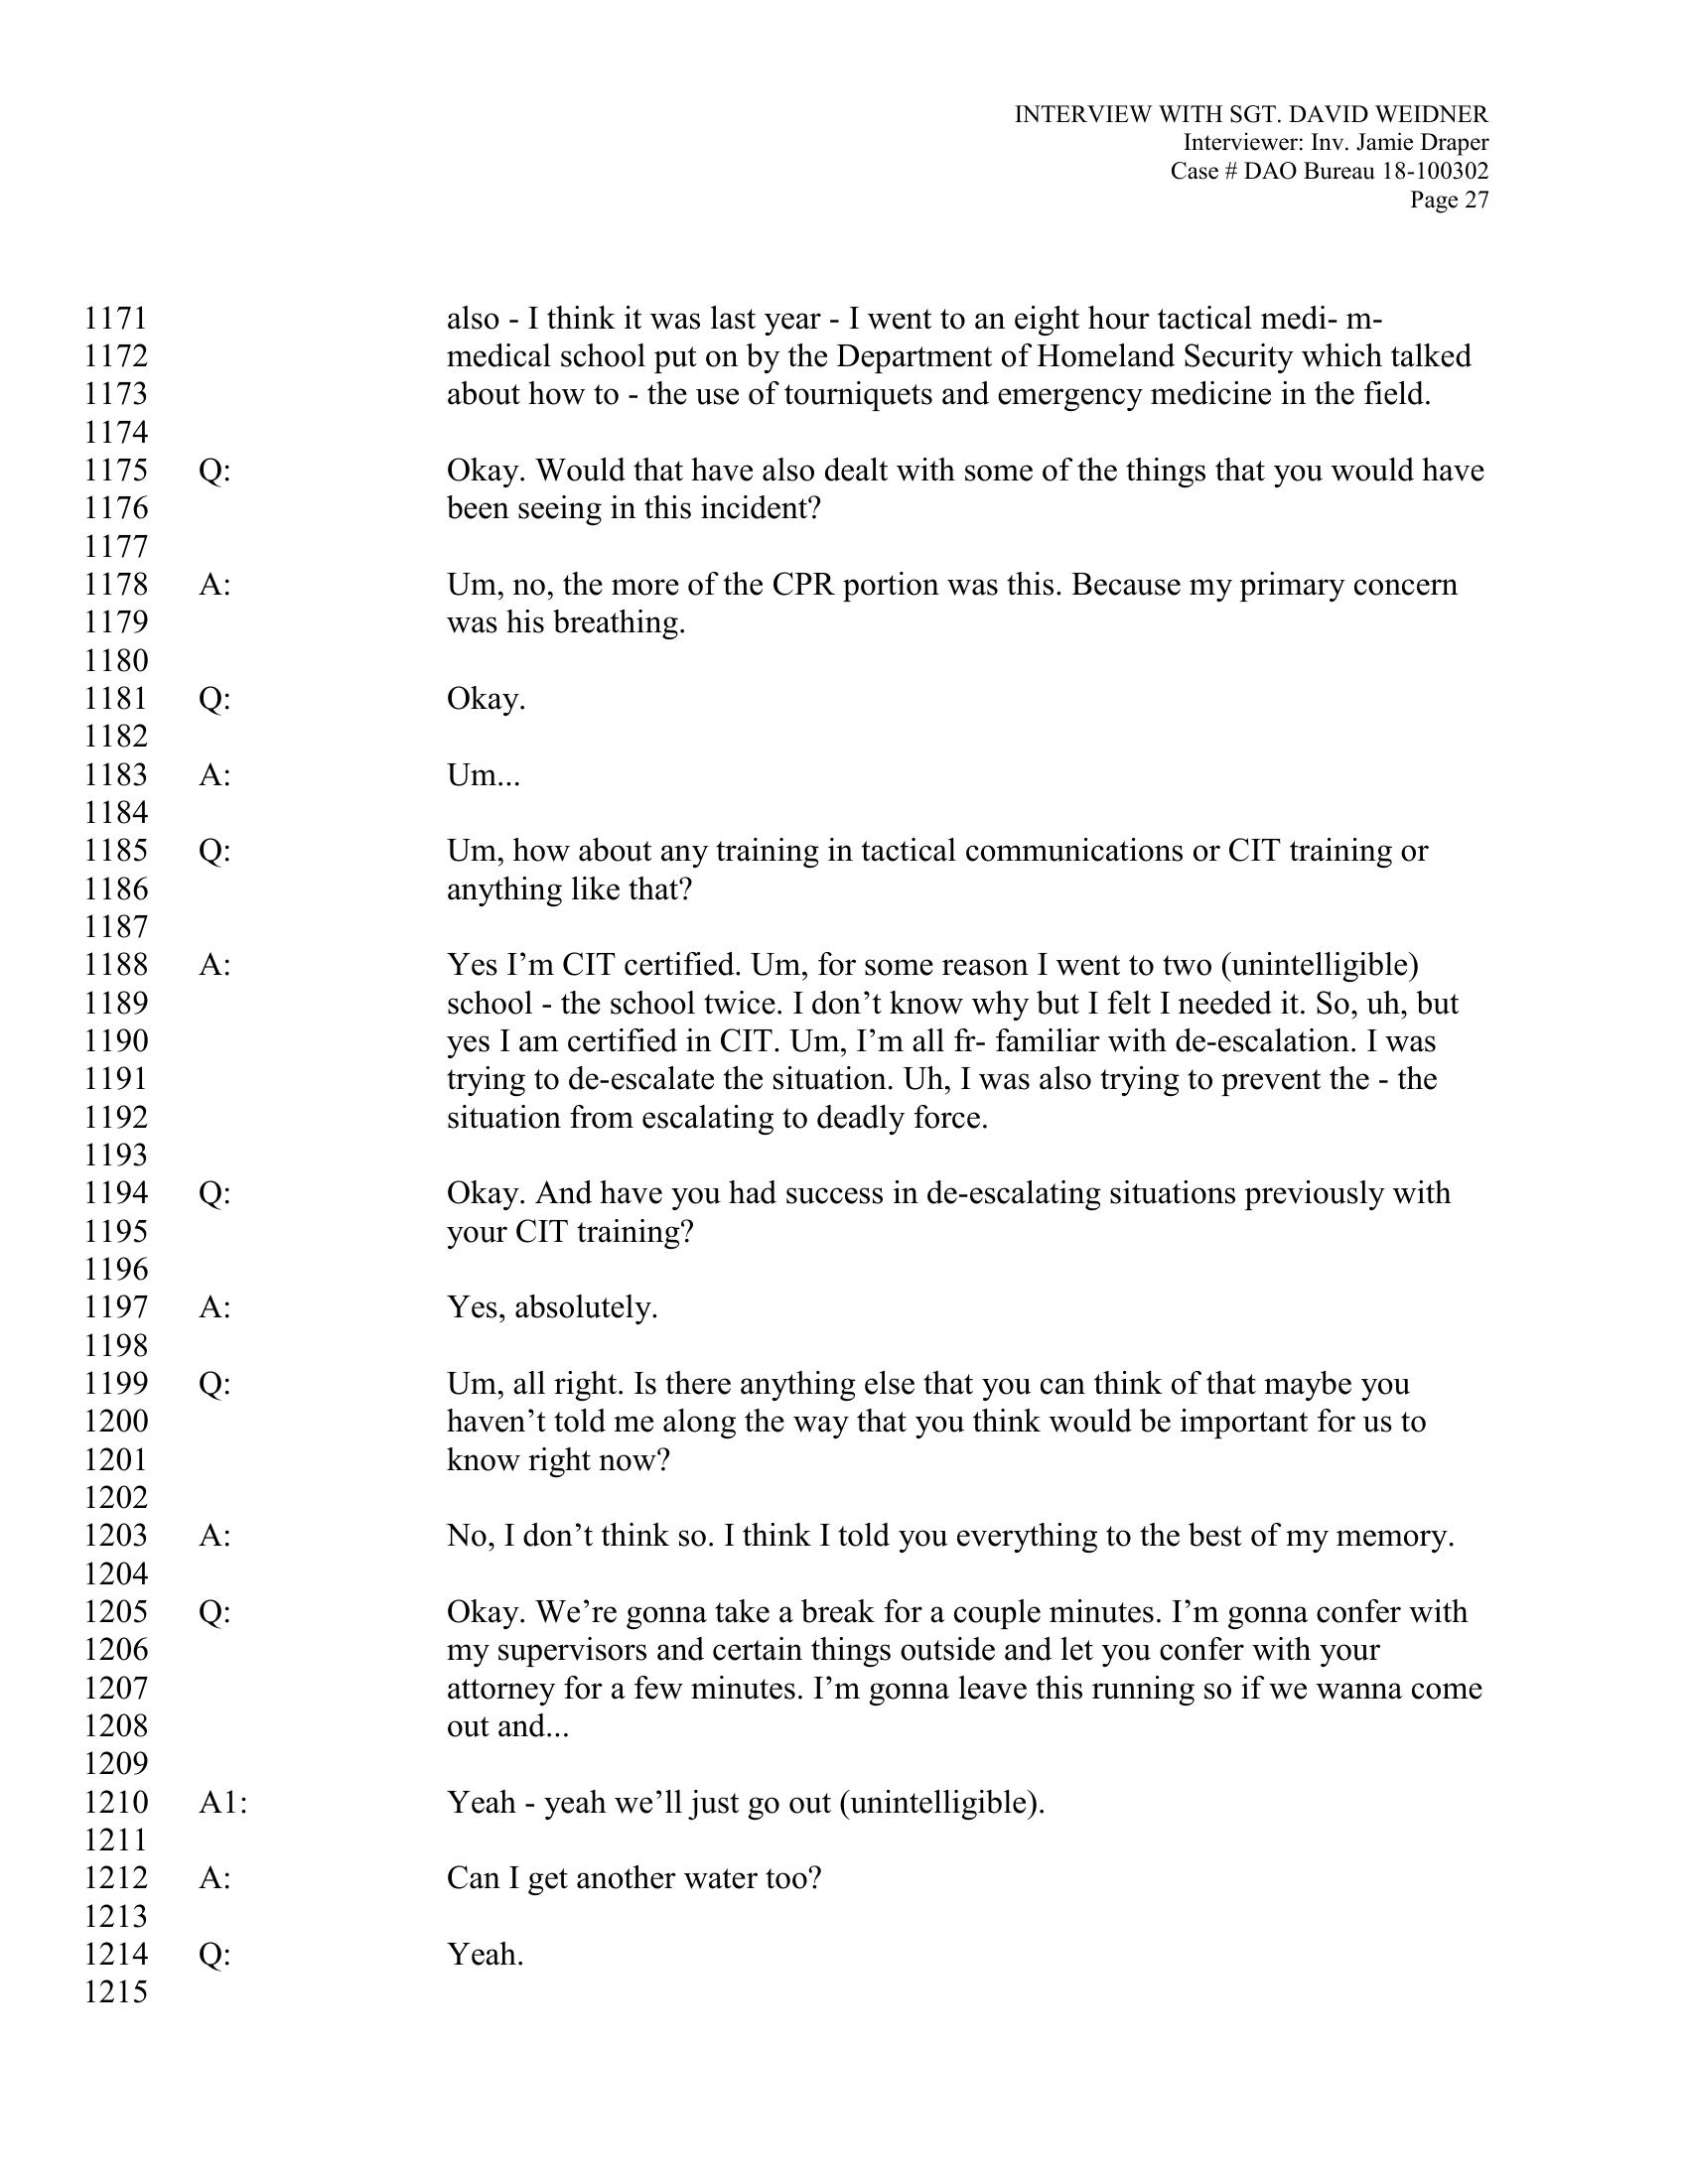 INTERVIEW WITH SGT. DAVID WEIDNER
Interviewer: Inv. Jamie Draper
Case # DAO Bureau 18-100302
Page 27
1171 also - I think it was last year - I went to an eight hour tactical medi- m-
1172 medical school put on by the Department of Homeland Security which talked
1173 about how to - the use of tourniquets and emergency medicine in the field.
1174
1175 Q: Okay. Would that have also dealt with some of the things that you would have
1176 been seeing in this incident?
1177
1178 A: Um, no, the more of the CPR portion was this. Because my primary concern
1179 was his breathing.
1180
1181 Q: Okay.
1182
1183 A: Um...
1184
1185 Q: Um, how about any training in tactical communications or CIT training or
1186 anything like that?
1187
1188 A: Yes I’m CIT certified. Um, for some reason I went to two (unintelligible)
1189 school - the school twice. I don’t know why but I felt I needed it. So, uh, but
1190 yes I am certified in CIT. Um, I’m all fr- familiar with de-escalation. I was
1191 trying to de-escalate the situation. Uh, I was also trying to prevent the - the
1192 situation from escalating to deadly force.
1193
1194 Q: Okay. And have you had success in de-escalating situations previously with
1195 your CIT training?
1196
1197 A: Yes, absolutely.
1198
1199 Q: Um, all right. Is there anything else that you can think of that maybe you
1200 haven’t told me along the way that you think would be important for us to
1201 know right now?
1202
1203 A: No, I don’t think so. I think I told you everything to the best of my memory.
1204
1205 Q: Okay. We’re gonna take a break for a couple minutes. I’m gonna confer with
1206 my supervisors and certain things outside and let you confer with your
1207 attorney for a few minutes. I’m gonna leave this running so if we wanna come
1208 out and...
1209
1210 A1: Yeah - yeah we’ll just go out (unintelligible).
1211
1212 A: Can I get another water too?
1213
1214 Q: Yeah.
1215